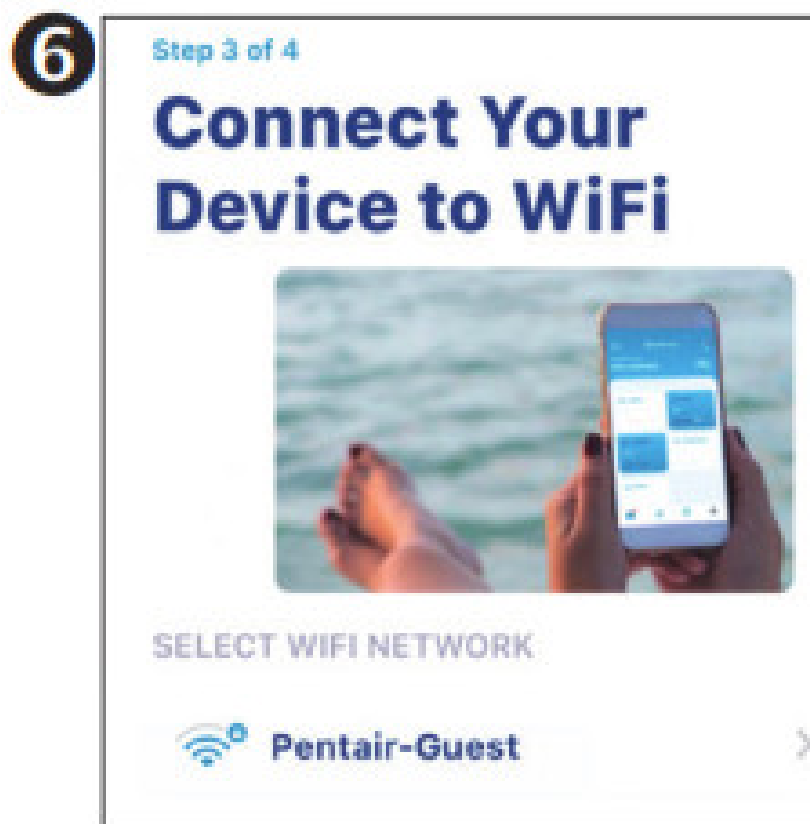 6
Step 3 of 4
Connect Your
Device to WiFi
SELECT WIFI NETWORK
Pentair-Guest